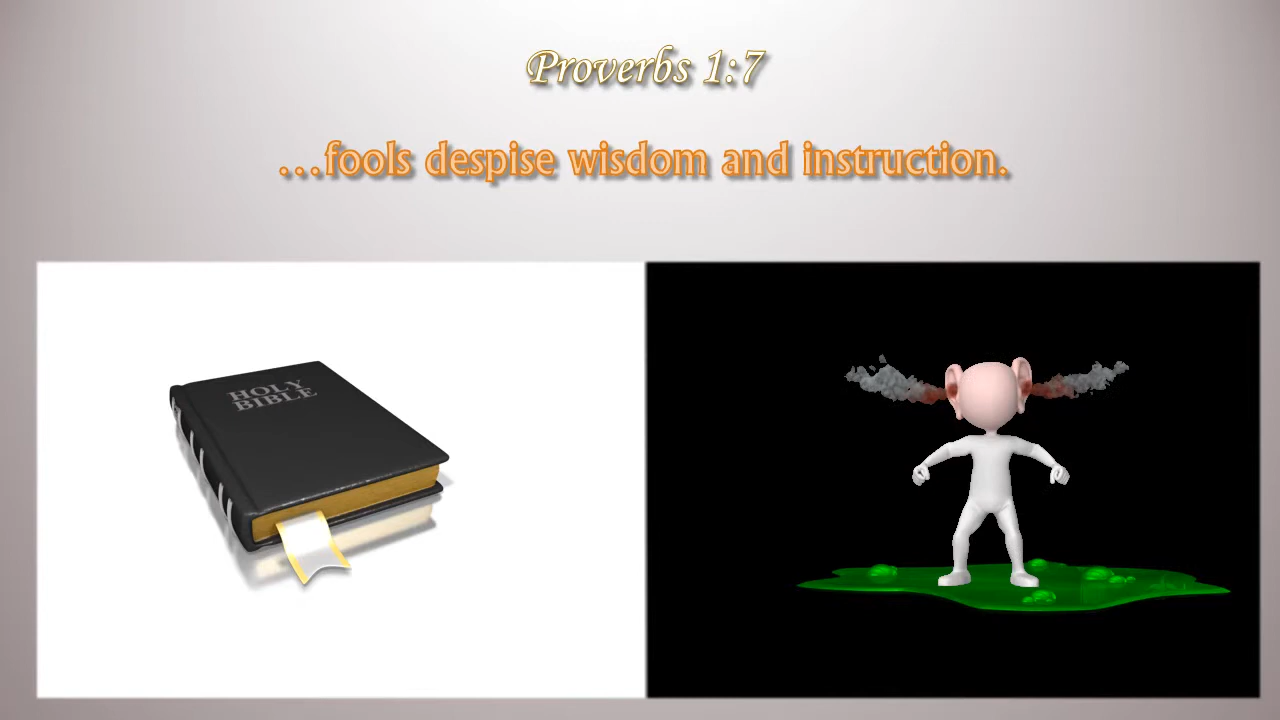 Proverbs 1:7
...fools despise wisdom and instruction.
HOLY
BIBLE